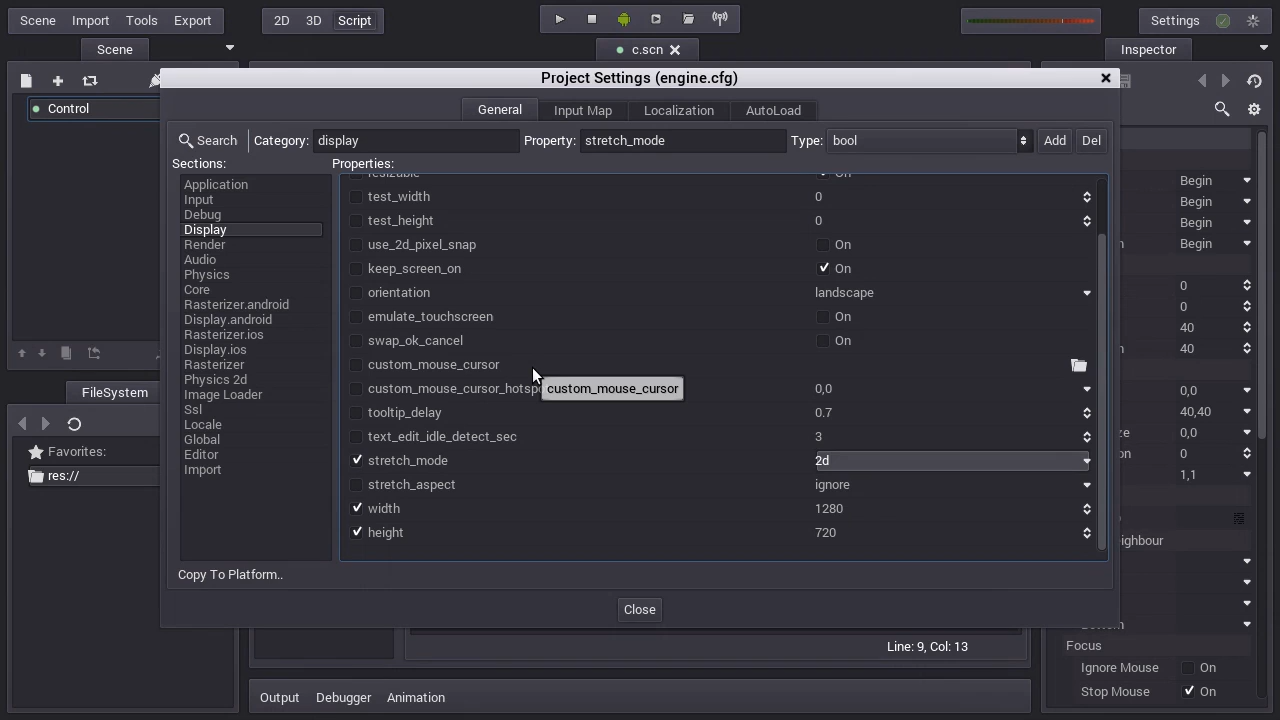 Scene Import Tools Export 2D 3D Script Settings
Scene c.scn Inspector
Project Settings (engine.cfg)
General Input Map Localization AutoLoad
Search Category: display Property: stretch_mode Type: bool Add Del
Sections: Properties:
Application
Input
Debug
Display
Render
Audio
Physics
Core
Rasterizer.android
Display.android
Rasterizer.ios
Display.ios
Rasterizer
Physics 2d
Image Loader
Ssl
Locale
Global
Editor
Import
resizable On
test_width 0
test_height 0
use_2d_pixel_snap On
keep_screen_on On
orientation landscape
emulate_touchscreen On
swap_ok_cancel On
custom_mouse_cursor
custom_mouse_cursor_hotspo custom_mouse_cursor 0,0
tooltip_delay 0.7
text_edit_idle_detect_sec 3
stretch_mode 2d
stretch_aspect ignore
width 1280
height 720
Copy To Platform..
Close
Control
FileSystem
Favorites:
res://
Line: 9, Col: 13
Output Debugger Animation
Begin
Begin
Begin
Begin
0
0
40
40
0,0
40,40
ze 0,0
on 0
1,1
ighbour
Focus
Ignore Mouse On
Stop Mouse On